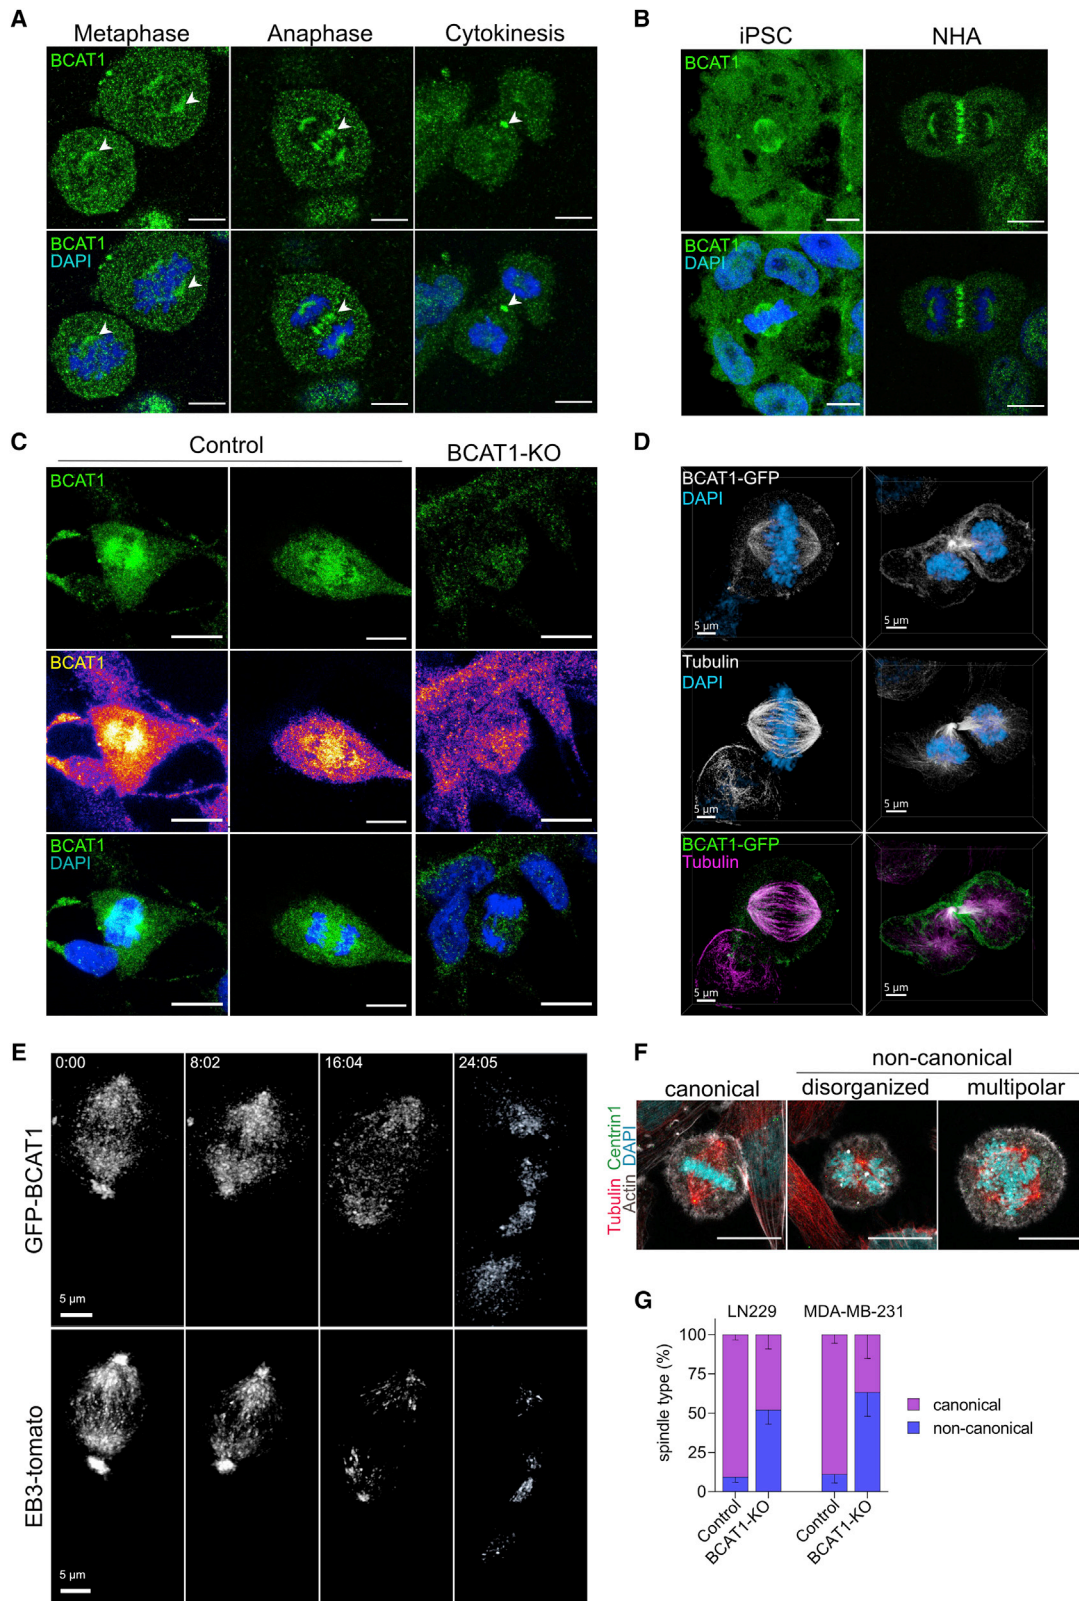 A
Metaphase
Anaphase
Cytokinesis
BCAT1
BCAT1
DAPI
B
iPSC
NHA
BCAT1
BCAT1
DAPI
C
Control
BCAT1-KO
BCAT1
BCAT1
BCAT1
DAPI
D
BCAT1-GFP
DAPI
5 µm
5 µm
Tubulin
DAPI
5 µm
5 µm
BCAT1-GFP
Tubulin
5 µm
5 µm
E
0:00
8:02
16:04
24:05
GFP-BCAT1
5 µm
EB3-tomato
5 µm
F
non-canonical
canonical
disorganized
multipolar
Tubulin Centrin1
Actin DAPI
G
LN229
MDA-MB-231
spindle type (%)
100
75
50
25
0
Control
BCAT1-KO
Control
BCAT1-KO
canonical
non-canonical